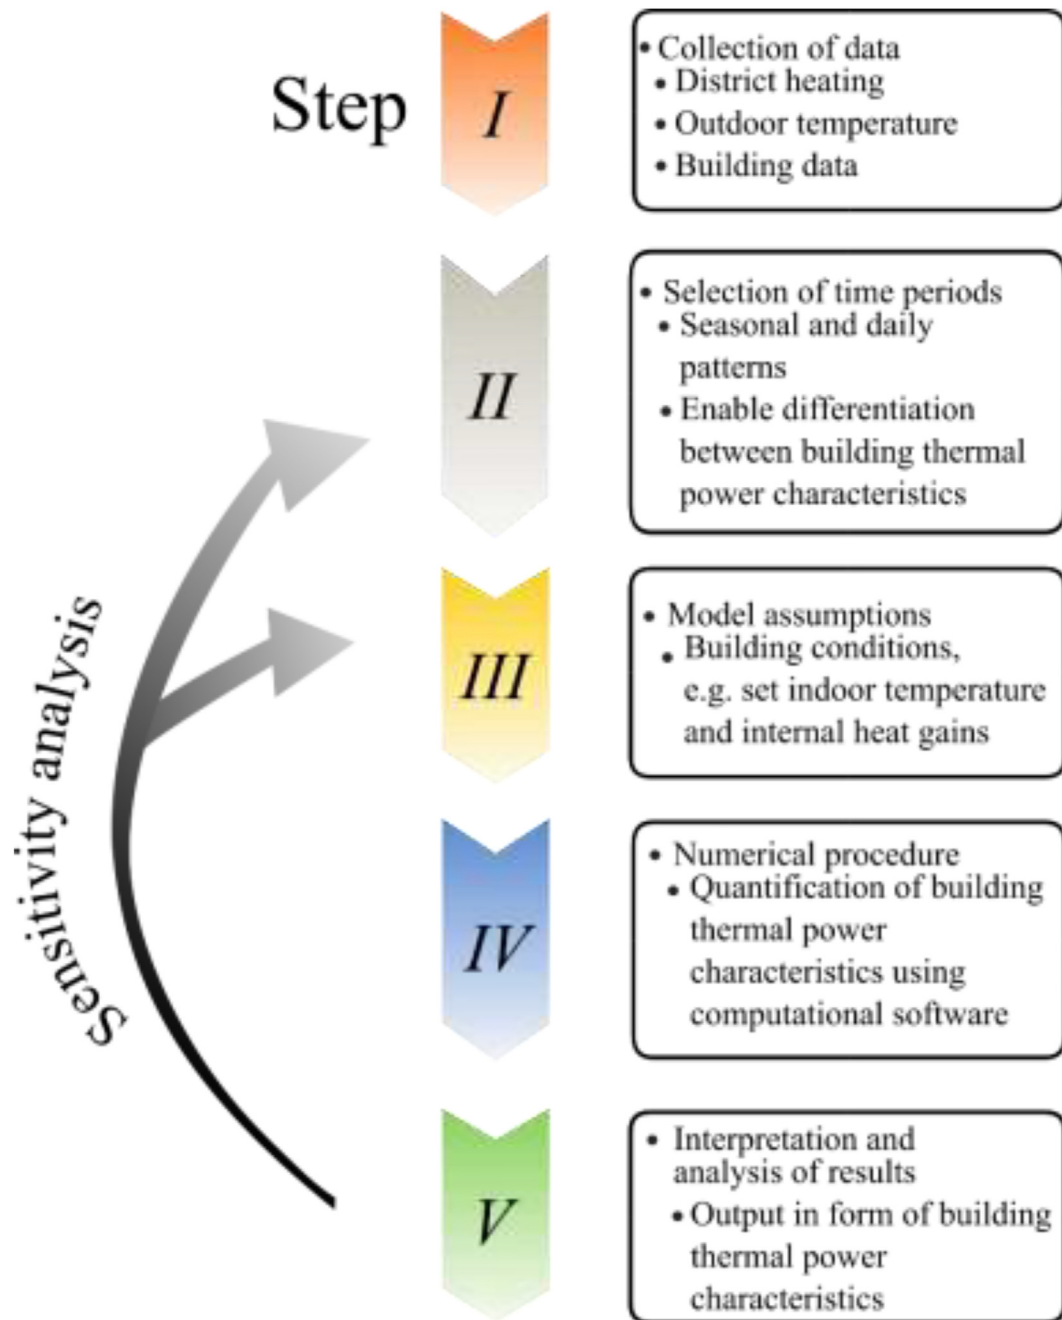 Step
I
• Collection of data
• District heating
• Outdoor temperature
• Building data
II
• Selection of time periods
• Seasonal and daily
patterns
• Enable differentiation
between building thermal
power characteristics
III
• Model assumptions
• Building conditions,
e.g. set indoor temperature
and internal heat gains
Sensitivity analysis
IV
• Numerical procedure
• Quantification of building
thermal power
characteristics using
computational software
V
• Interpretation and
analysis of results
• Output in form of building
thermal power
characteristics